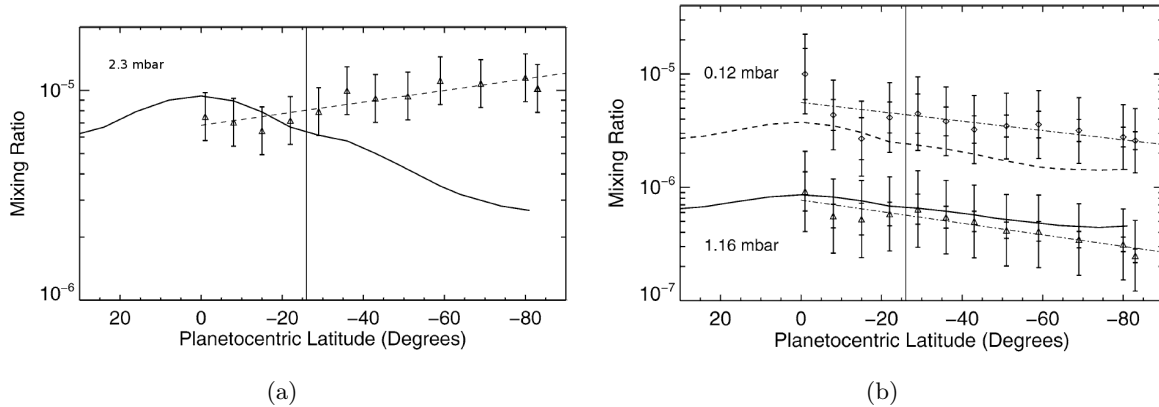 2.3 mbar
10⁻⁵
10⁻⁶
Mixing Ratio
20 0 −20 −40 −60 −80
Planetocentric Latitude (Degrees)
(a)
0.12 mbar
1.16 mbar
10⁻⁵
10⁻⁶
10⁻⁷
Mixing Ratio
20 0 −20 −40 −60 −80
Planetocentric Latitude (Degrees)
(b)